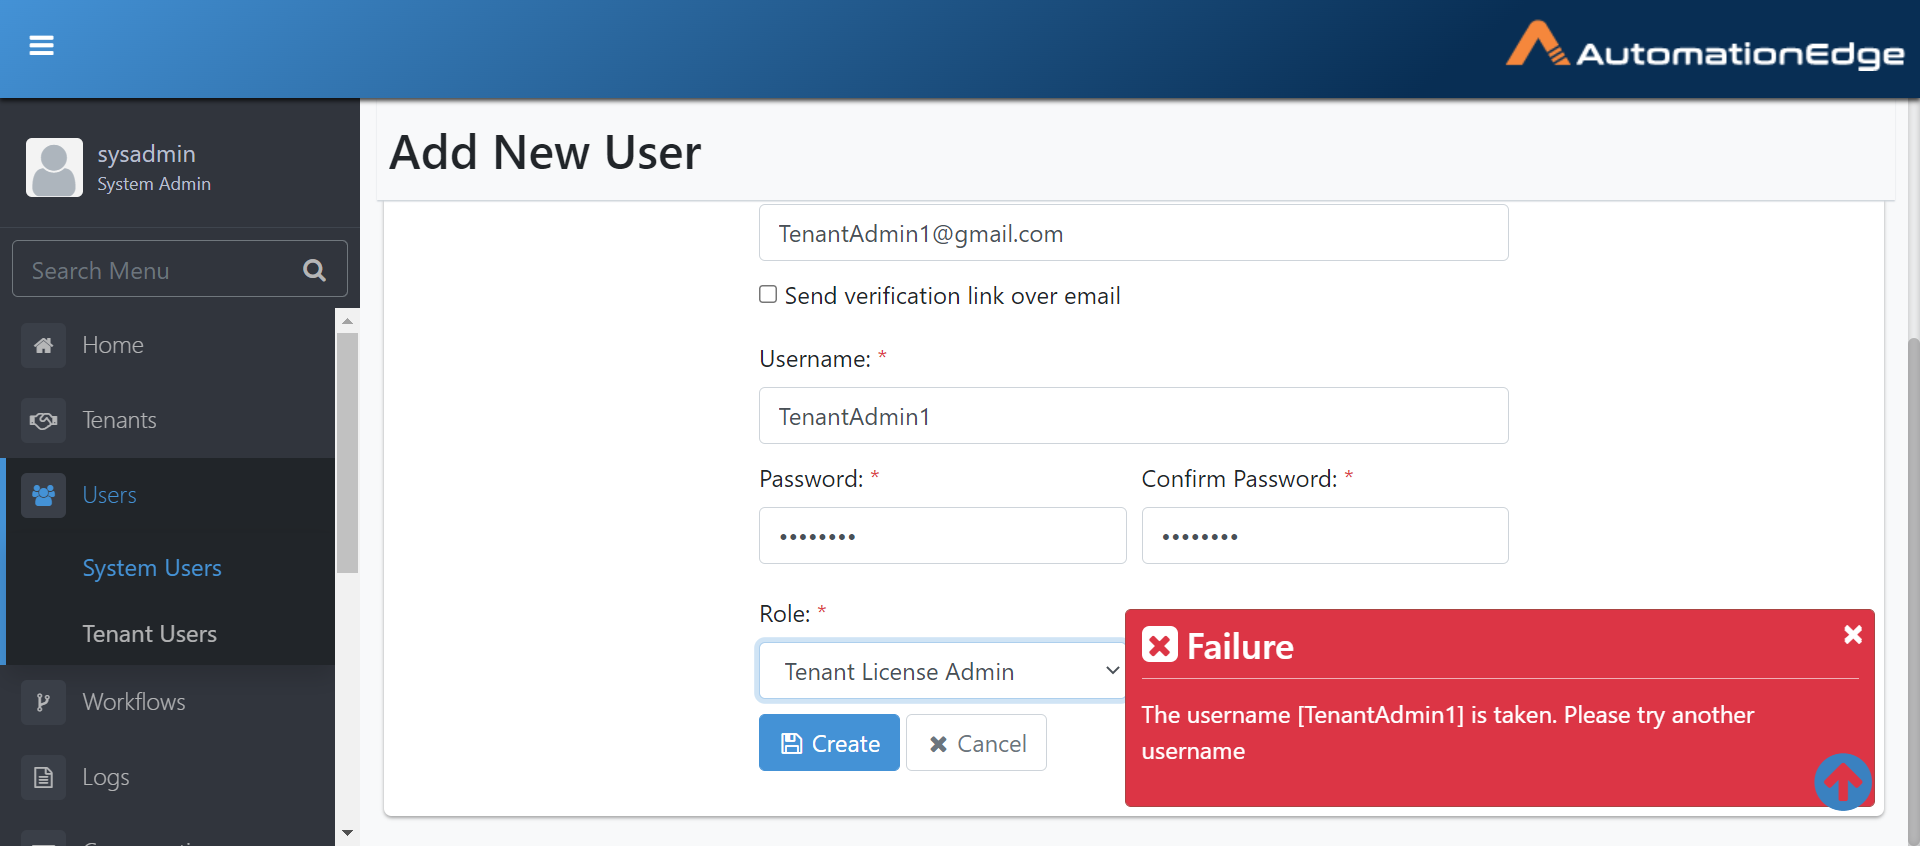 AutomationEdge
sysadmin
System Admin
Search Menu
Home
Tenants
Users
System Users
Tenant Users
Workflows
Logs
Add New User
TenantAdmin1@gmail.com
Send verification link over email
Username: *
TenantAdmin1
Password: *
Confirm Password: *
••••••••
••••••••
Role: *
Tenant License Admin
Create
Cancel
Failure
The username [TenantAdmin1] is taken. Please try another
username